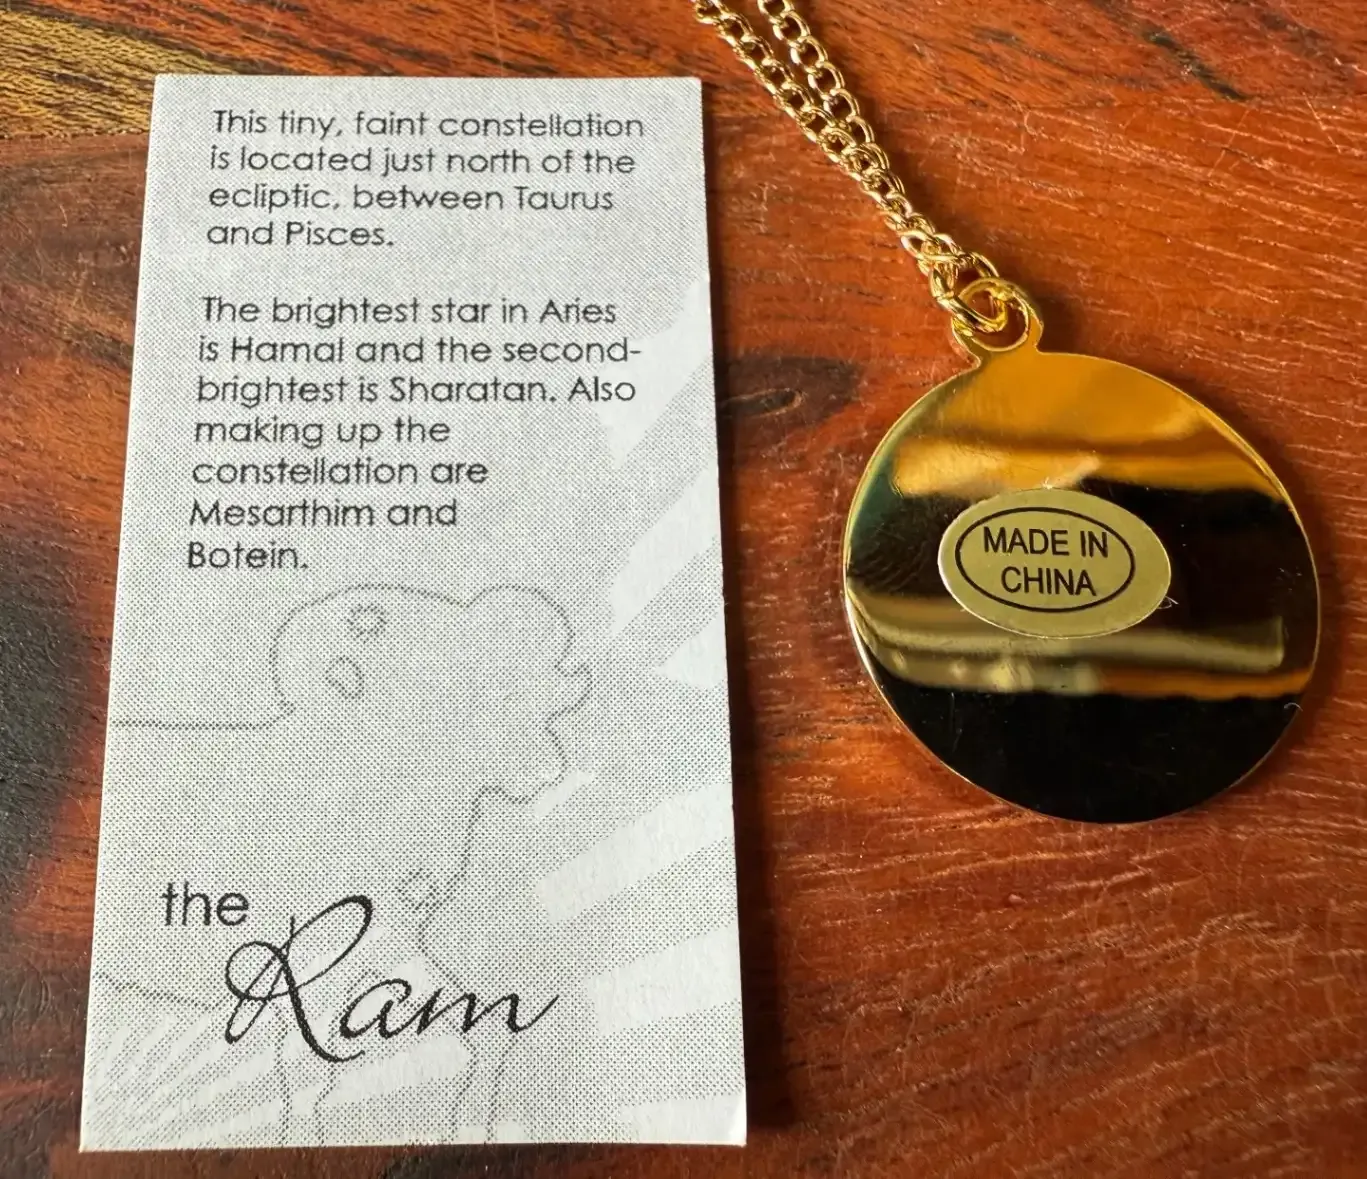 This tiny, faint constellation
is located just north of the
ecliptic, between Taurus
and Pisces.
The brightest star in Aries
is Hamal and the second-
brightest is Sharatan. Also
making up the
constellation are
Mesarthim and
Botein.
the
Ram
MADE IN
CHINA